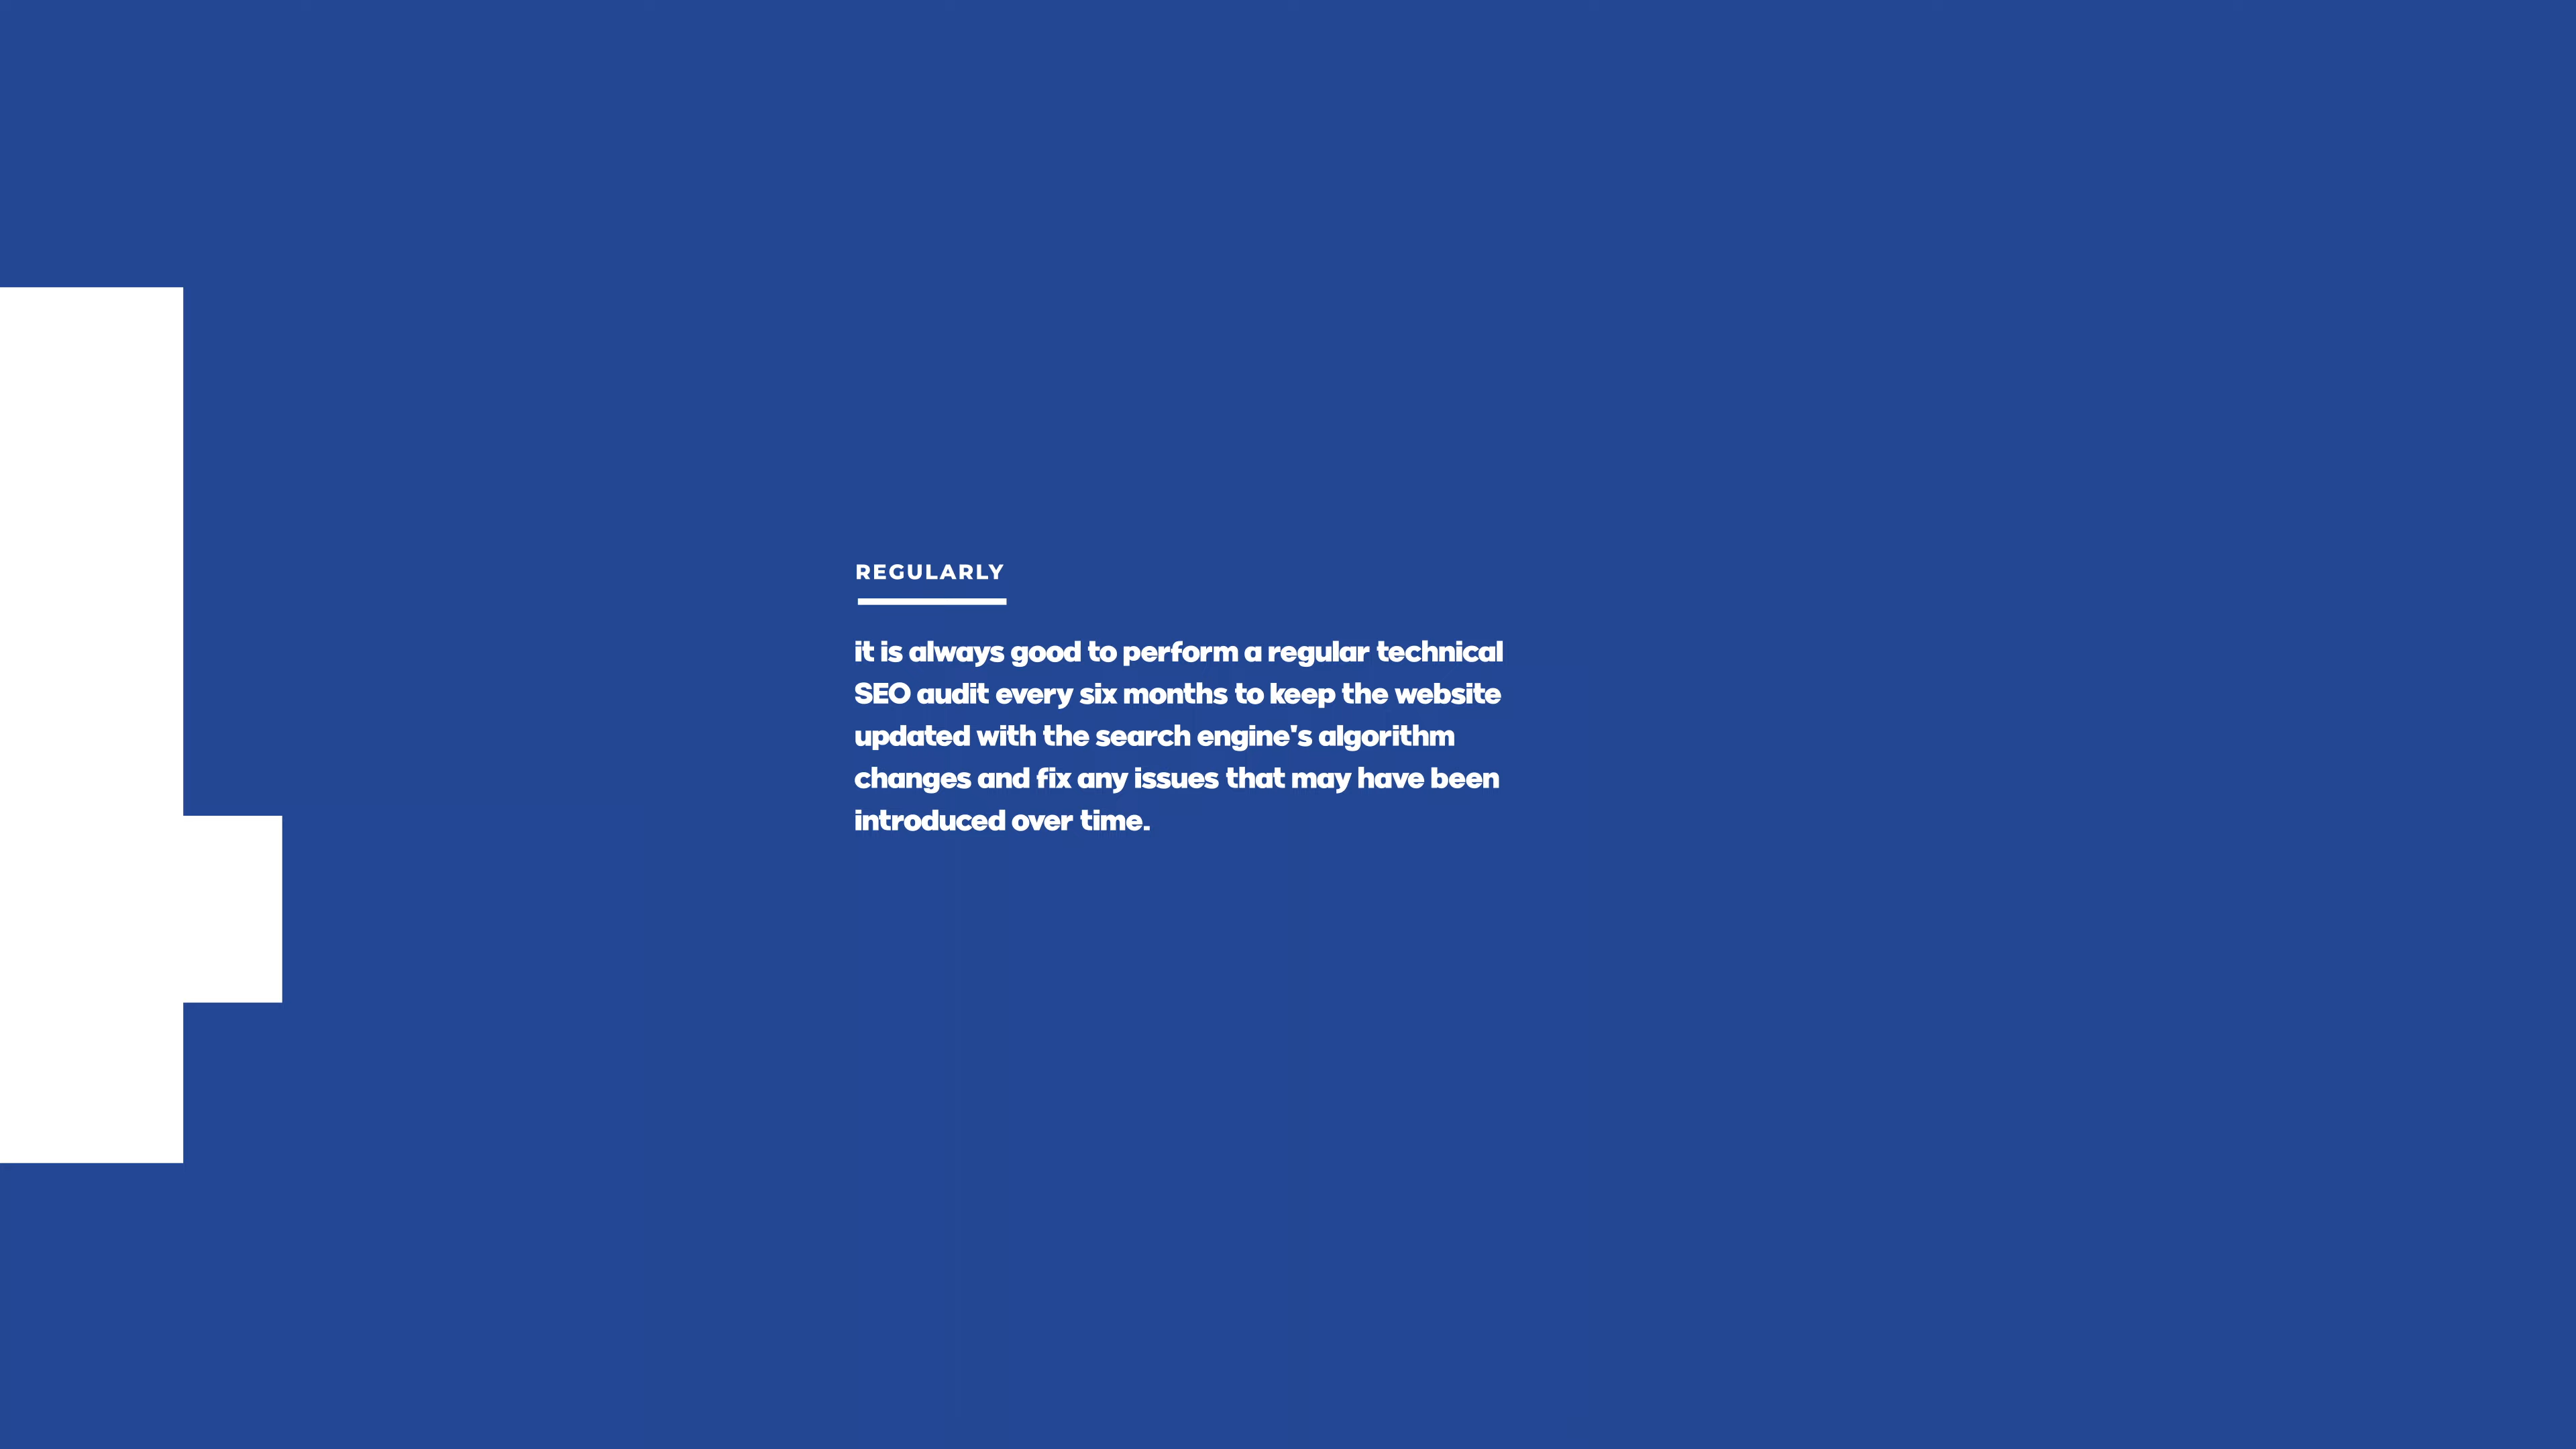 4
REGULARLY
it is always good to perform a regular technical
SEO audit every six months to keep the website
updated with the search engine's algorithm
changes and fix any issues that may have been
introduced over time.